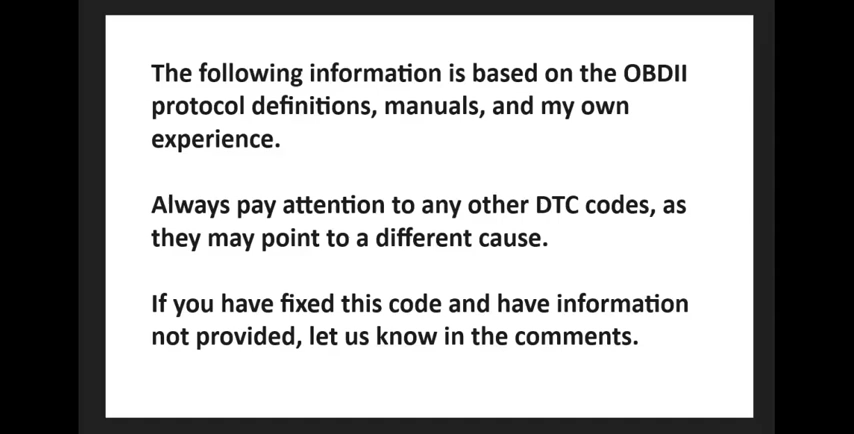 The following information is based on the OBDII
protocol definitions, manuals, and my own
experience.
Always pay attention to any other DTC codes, as
they may point to a different cause.
If you have fixed this code and have information
not provided, let us know in the comments.